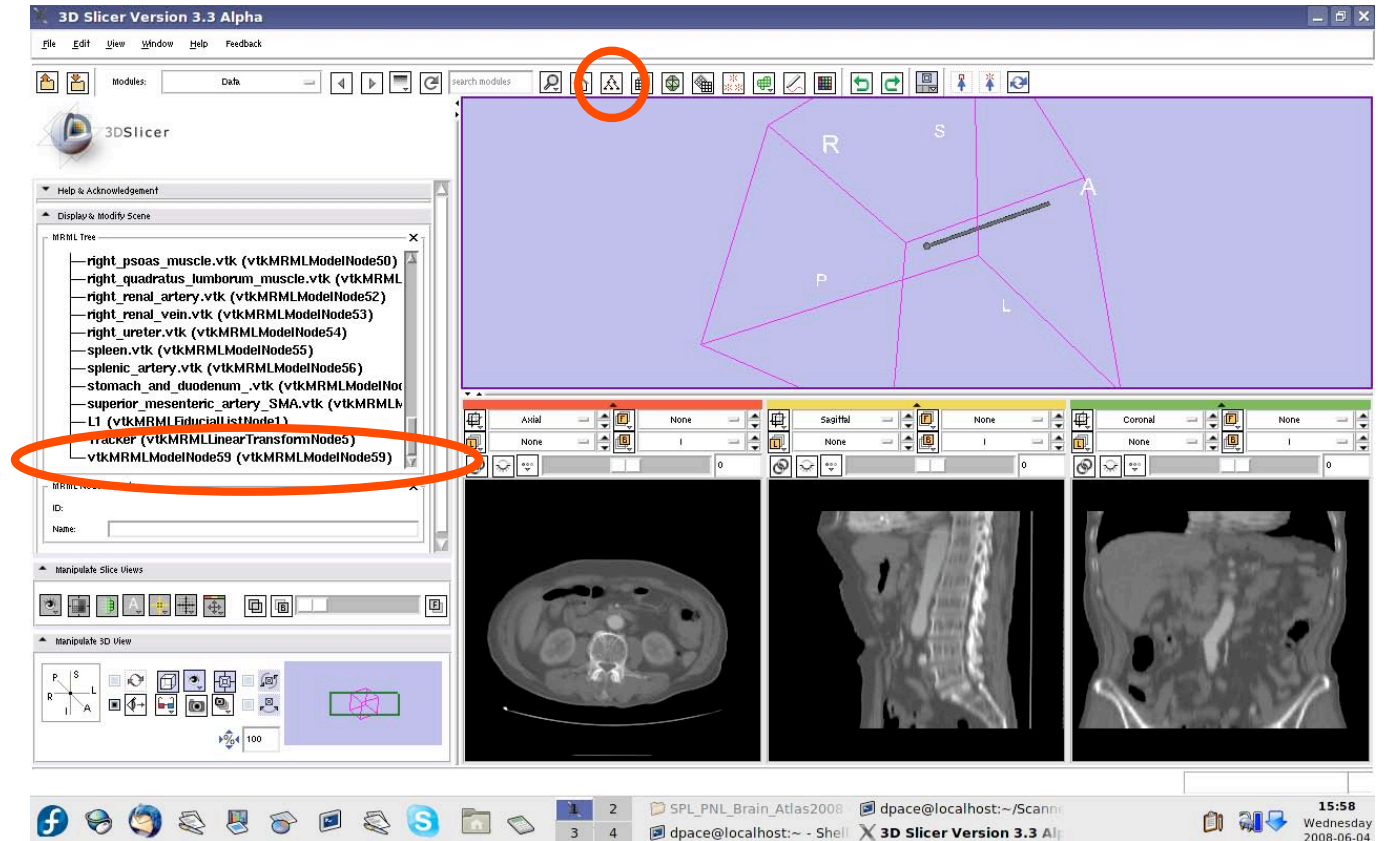 3D Slicer Version 3.3 Alpha
File Edit View Window Help Feedback
Modules: Data search modules
3DSlicer
Help & Acknowledgement
Display & Modify Scene
MRML Tree
right_psoas_muscle.vtk (vtkMRMLModelNode50)
right_quadratus_lumborum_muscle.vtk (vtkMRML
right_renal_artery.vtk (vtkMRMLModelNode52)
right_renal_vein.vtk (vtkMRMLModelNode53)
right_ureter.vtk (vtkMRMLModelNode54)
spleen.vtk (vtkMRMLModelNode55)
splenic_artery.vtk (vtkMRMLModelNode56)
stomach_and_duodenum_.vtk (vtkMRMLModelNo
superior_mesenteric_artery_SMA.vtk (vtkMRMLM
L1 (vtkMRMLFiducialListNode1)
Tracker (vtkMRMLLinearTransformNode5)
vtkMRMLModelNode59 (vtkMRMLModelNode59)
ID:
Name:
Manipulate Slice Views
Manipulate 3D View
P S
R L
I A
% 100
R S A
P L
Axial F None
L None B I
0
Sagittal F None
L None B I
0
Coronal F None
L None B I
0
1 2
3 4
SPL_PNL_Brain_Atlas2008
dpace@localhost:~/Scann
dpace@localhost:~ - Shell
3D Slicer Version 3.3 Alp
15:58
Wednesday
2008-06-04